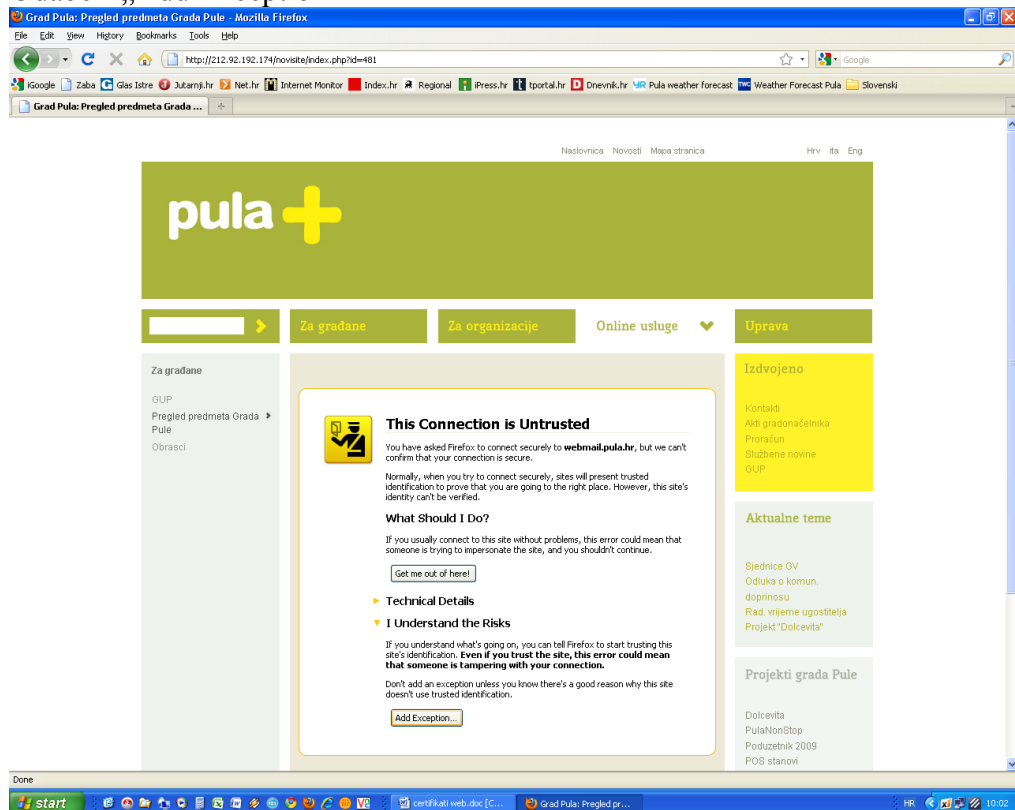 Grad Pula: Pregled predmeta Grada Pule - Mozilla Firefox
File Edit View History Bookmarks Tools Help
http://212.92.192.174/novisite/index.php?id=481
Google
iGoogle Zaba Glas Istre Jutarnji.hr Net.hr Internet Monitor Index.hr Regional iPress.hr tportal.hr Dnevnik.hr Pula weather forecast Weather Forecast Pula Slovenski
Grad Pula: Pregled predmeta Grada ...
Naslovnica Novosti Mapa stranica Hrv Ita Eng
pula
Za građane Za organizacije Online usluge Uprava
Za građane
GUP
Pregled predmeta Grada
Pule
Obrasci
This Connection is Untrusted
You have asked Firefox to connect securely to webmail.pula.hr, but we can't
confirm that your connection is secure.
Normally, when you try to connect securely, sites will present trusted
identification to prove that you are going to the right place. However, this site's
identity can't be verified.
What Should I Do?
If you usually connect to this site without problems, this error could mean that
someone is trying to impersonate the site, and you shouldn't continue.
Get me out of here!
Technical Details
I Understand the Risks
If you understand what's going on, you can tell Firefox to start trusting this
site's identification. Even if you trust the site, this error could mean
that someone is tampering with your connection.
Don't add an exception unless you know there's a good reason why this site
doesn't use trusted identification.
Add Exception...
Izdvojeno
Kontakti
Akti gradonačelnika
Proračun
Službene novine
GUP
Aktualne teme
Sjednice GV
Odluka o komun.
doprinosu
Rad. vrijeme ugostitelja
Projekt "Dolcevita"
Projekti grada Pule
Dolcevita
PulaNonStop
Poduzetnik 2009
POS stanovi
Done
start certifikati web.doc [C... Grad Pula: Pregled pr... HR 10:02